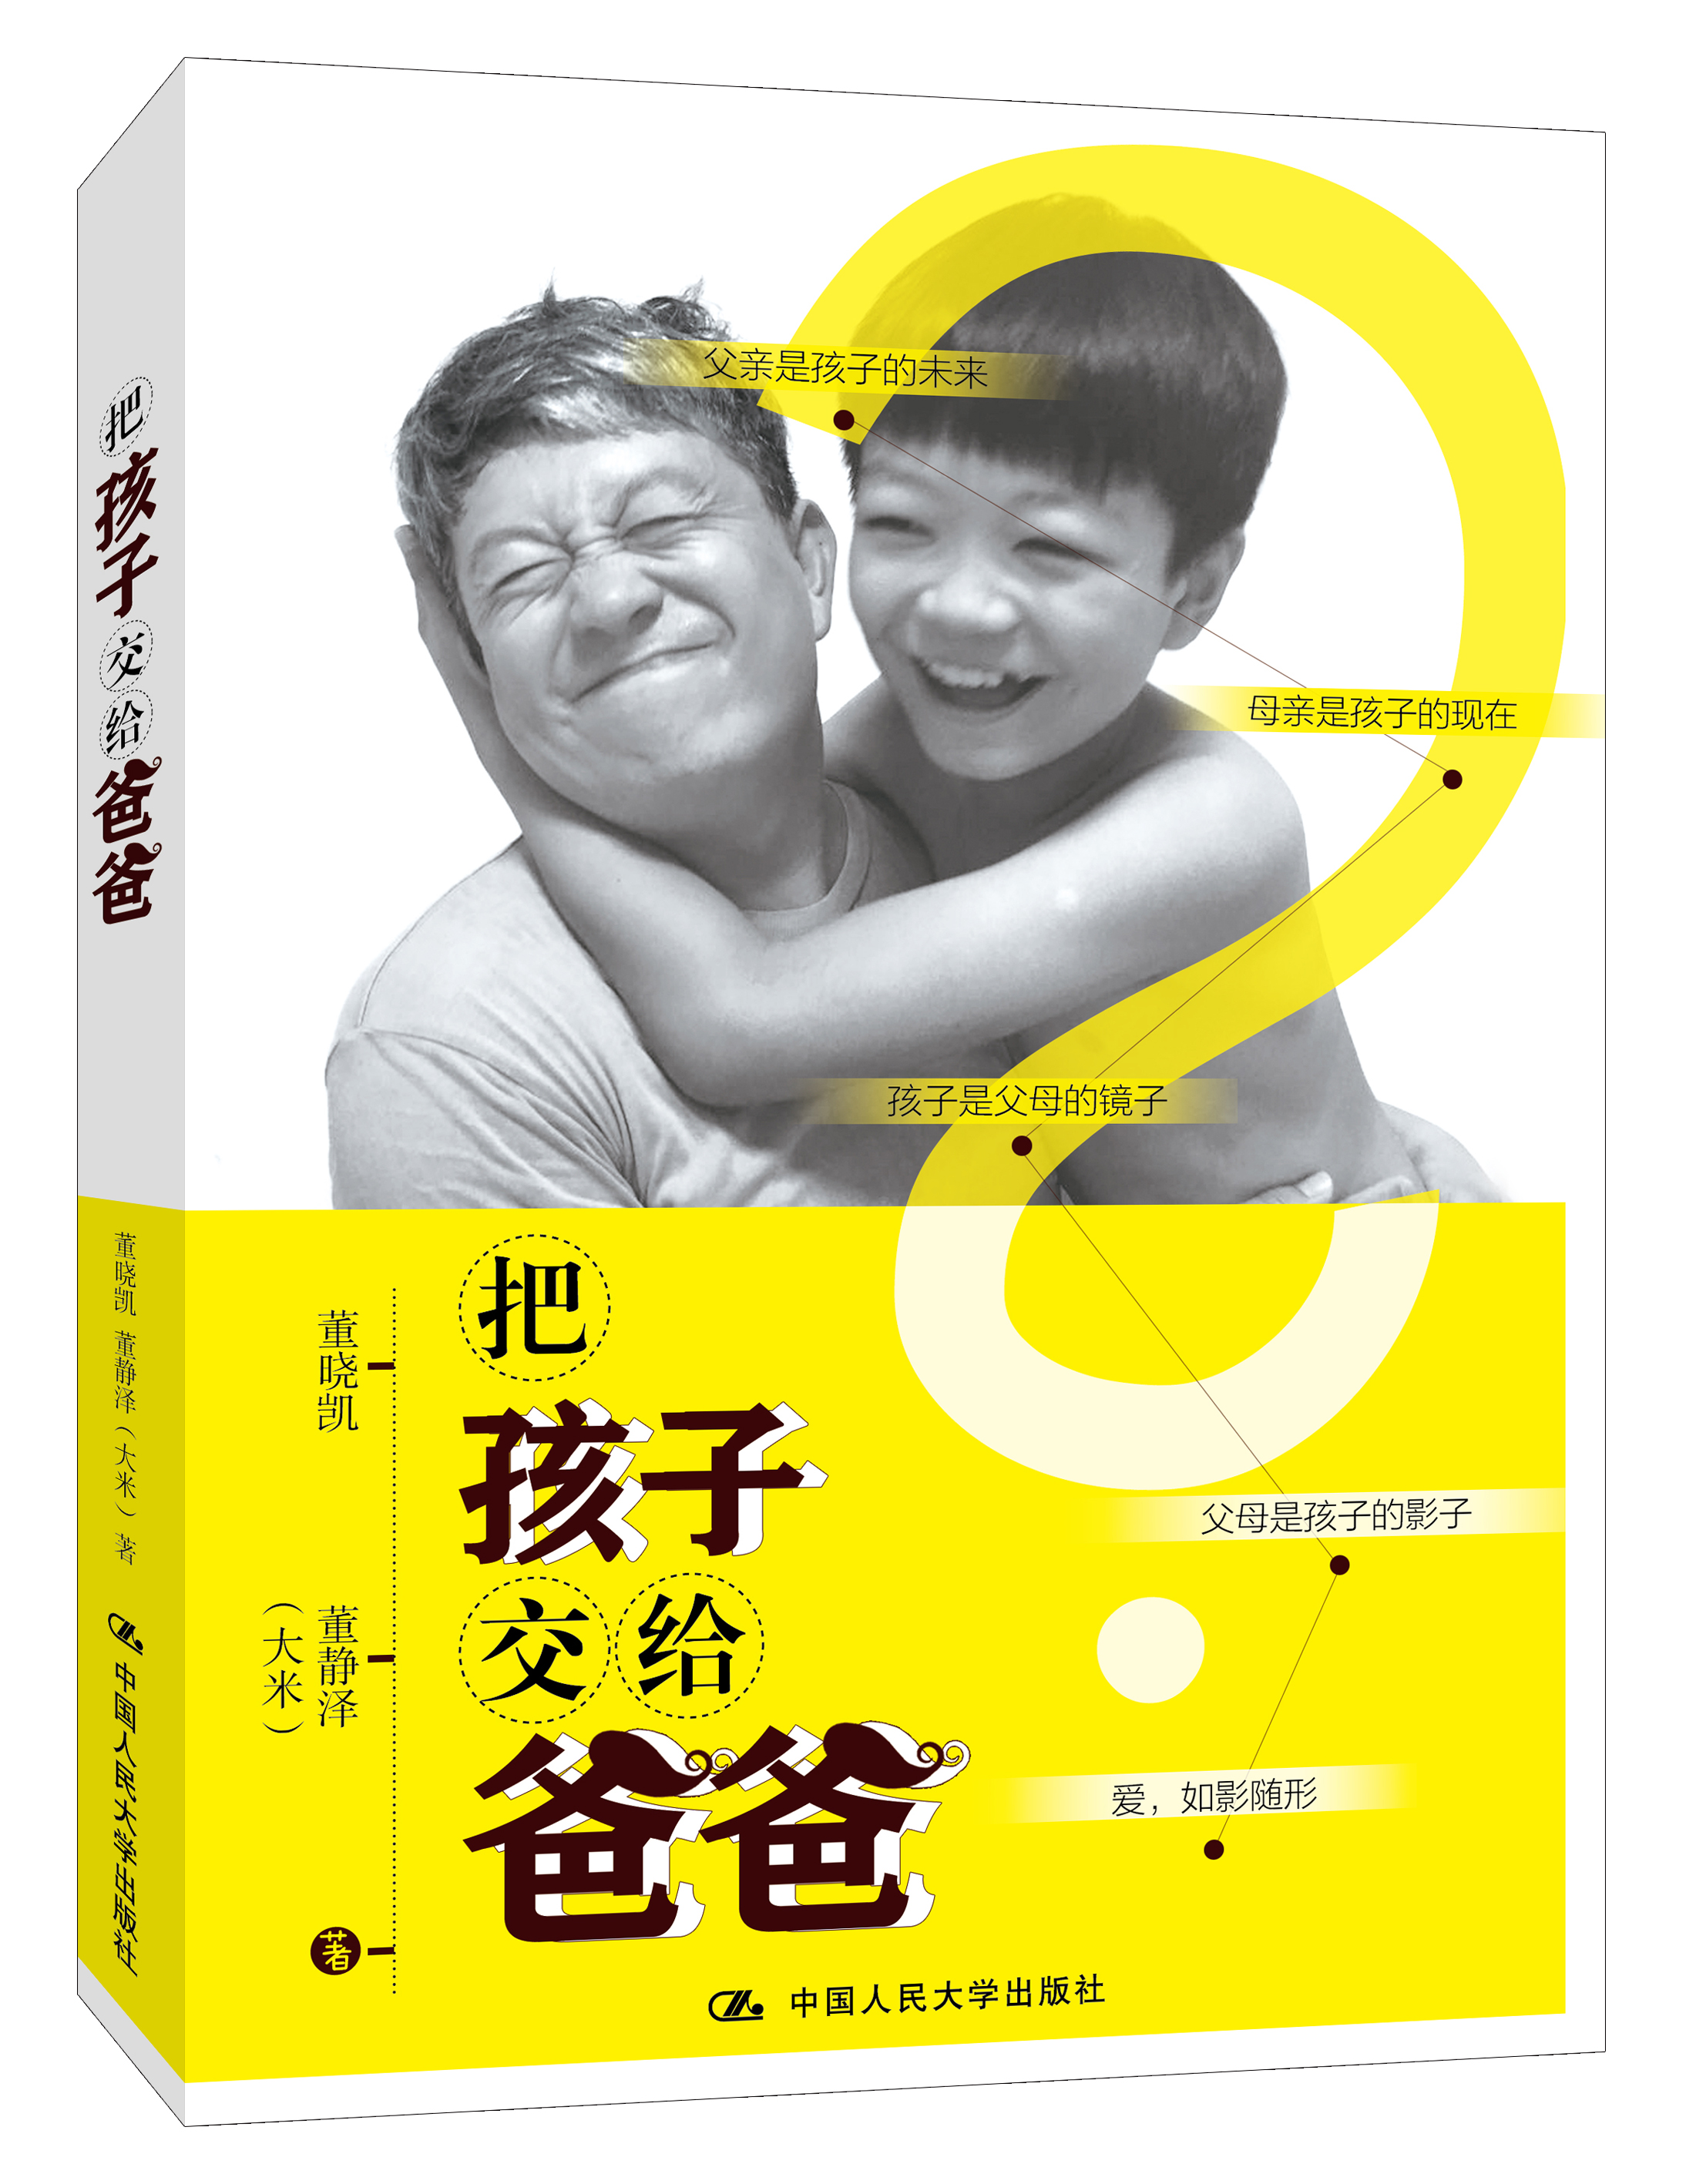 把孩子交给爸爸
董晓凯 董静泽（大米）著
中国人民大学出版社
父亲是孩子的未来
母亲是孩子的现在
孩子是父母的镜子
父母是孩子的影子
爱，如影随形
把
孩子
交给
爸爸
董晓凯
董静泽
（大米）
著
中国人民大学出版社